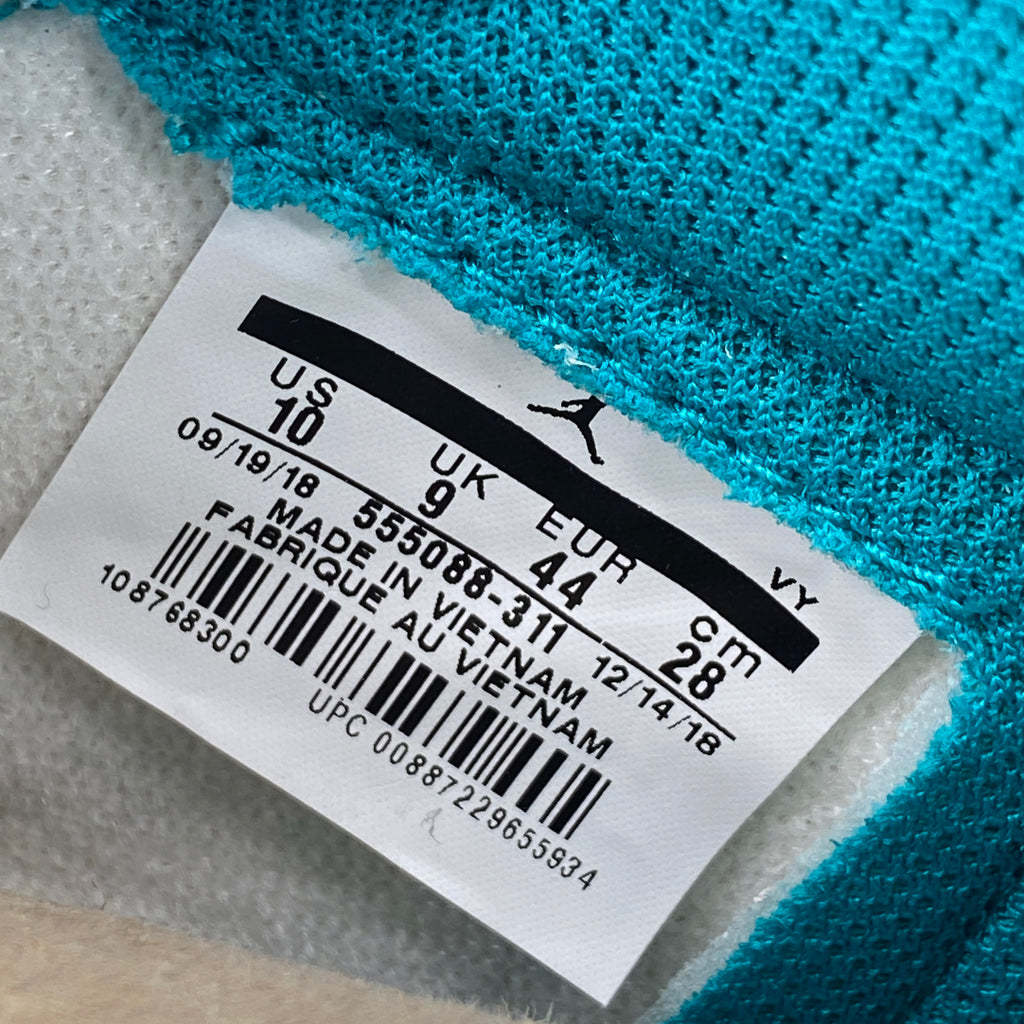 VY
US UK EUR cm
10 9 44 28
09/19/18 555088-311 12/14/18
MADE IN VIETNAM
FABRIQUE AU VIETNAM
108768300
UPC 00887229655934